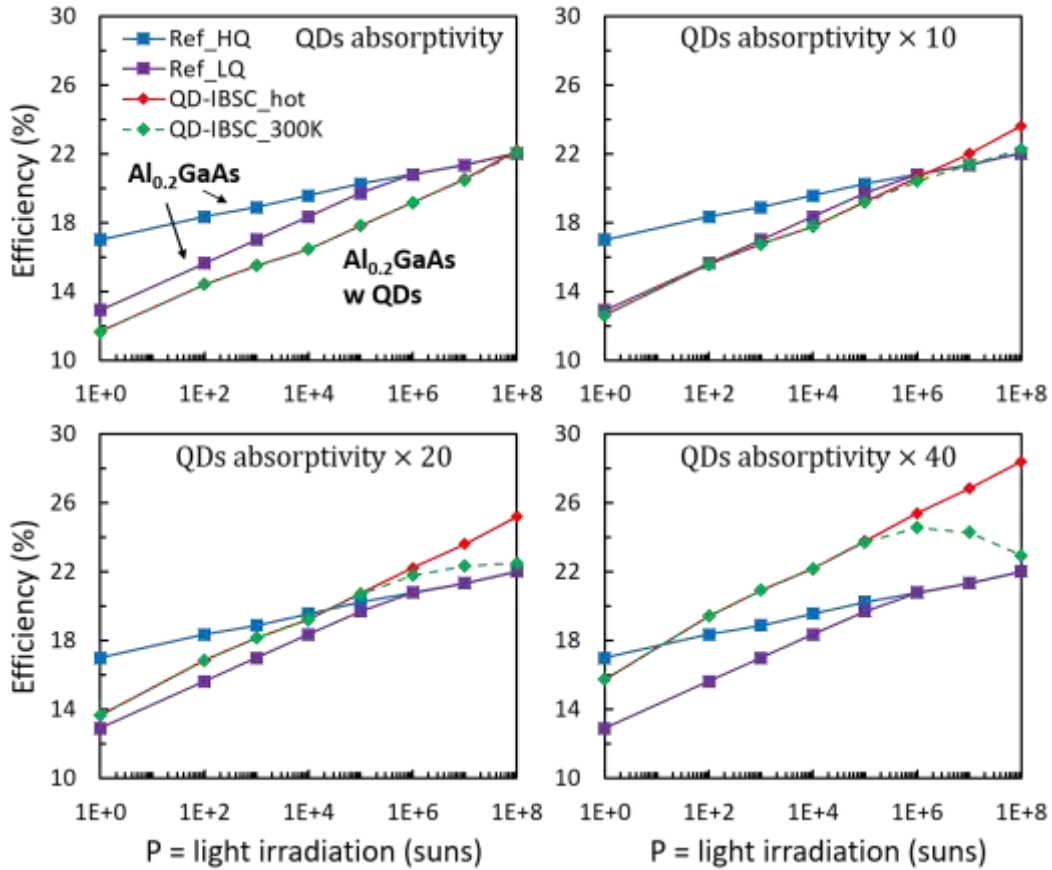 QDs absorptivity
Ref_HQ
Ref_LQ
QD-IBSC_hot
QD-IBSC_300K
Al0.2GaAs
Al0.2GaAs
w QDs
Efficiency (%)
30
26
22
18
14
10
1E+0 1E+2 1E+4 1E+6 1E+8
QDs absorptivity × 10
30
26
22
18
14
10
1E+0 1E+2 1E+4 1E+6 1E+8
QDs absorptivity × 20
Efficiency (%)
30
26
22
18
14
10
1E+0 1E+2 1E+4 1E+6 1E+8
P = light irradiation (suns)
QDs absorptivity × 40
30
26
22
18
14
10
1E+0 1E+2 1E+4 1E+6 1E+8
P = light irradiation (suns)